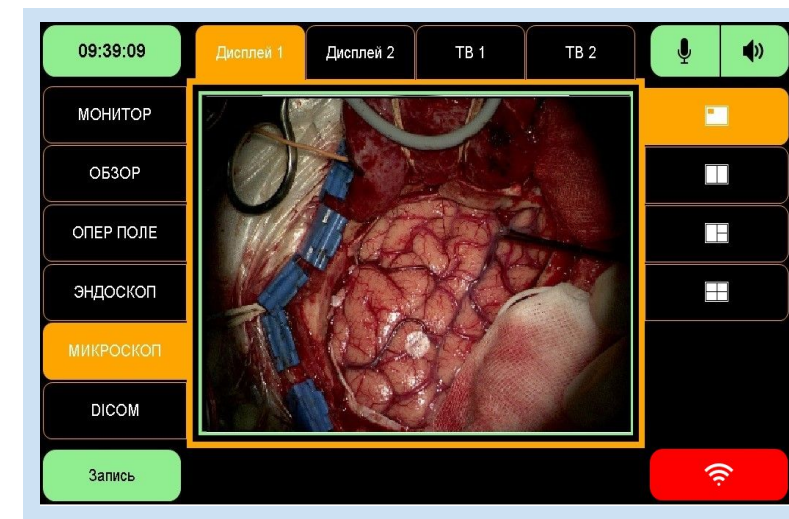 09:39:09
Дисплей 1
Дисплей 2
ТВ 1
ТВ 2
МОНИТОР
ОБЗОР
ОПЕР ПОЛЕ
ЭНДОСКОП
МИКРОСКОП
DICOM
Запись